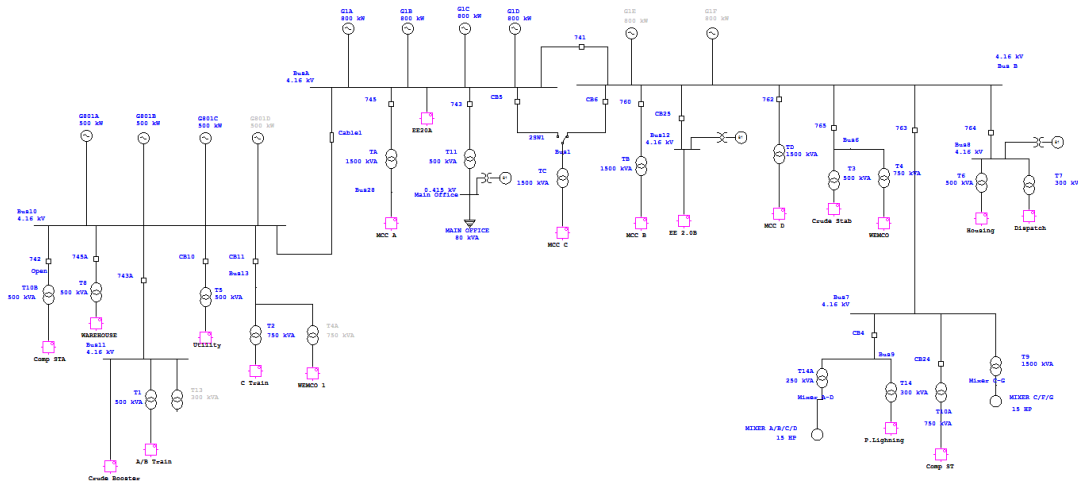 G1A
800 kW
G1B
800 kW
G1C
800 kW
G1D
800 kW
G1E
800 kW
G1F
800 kW
741
BusA
4.16 kV
4.16 kV
Bus B
745
EE20A
743
CB5
CB6
760
CB25
762
765
763
764
G801A
500 kW
G801B
500 kW
G801C
500 kW
G801D
500 kW
Cable1
2SW1
Bus1
Bus12
4.16 kV
Bus6
Bus8
4.16 kV
TA
1500 kVA
T11
500 kVA
TC
1500 kVA
TB
1500 kVA
TD
1500 kVA
T3
500 kVA
T4
750 kVA
T6
500 kVA
T7
300 kV
Bus28
0.415 kV
Main Office
MCC A
MAIN OFFICE
80 kVA
MCC C
MCC B
EE 2.0B
MCC D
Crude Stab
WEMCO
Housing
Dispatch
Bus10
4.16 kV
742
Open
745A
743A
CB10
CB11
Bus13
T10B
500 kVA
T8
500 kVA
T5
500 kVA
Bus7
4.16 kV
WAREHOUSE
Utility
T2
750 kVA
T4A
750 kVA
Comp STA
Bus11
4.16 kV
C Train
WEMCO 1
CB4
Bus9
CB24
T9
1500 kVA
T14A
250 kVA
Mixer A-D
T14
300 kVA
T10A
750 kVA
Mixer C-G
MIXER C/F/G
15 HP
T1
500 kVA
T13
300 kVA
MIXER A/B/C/D
15 HP
P.Lighning
Comp ST
A/B Train
Crude Booster